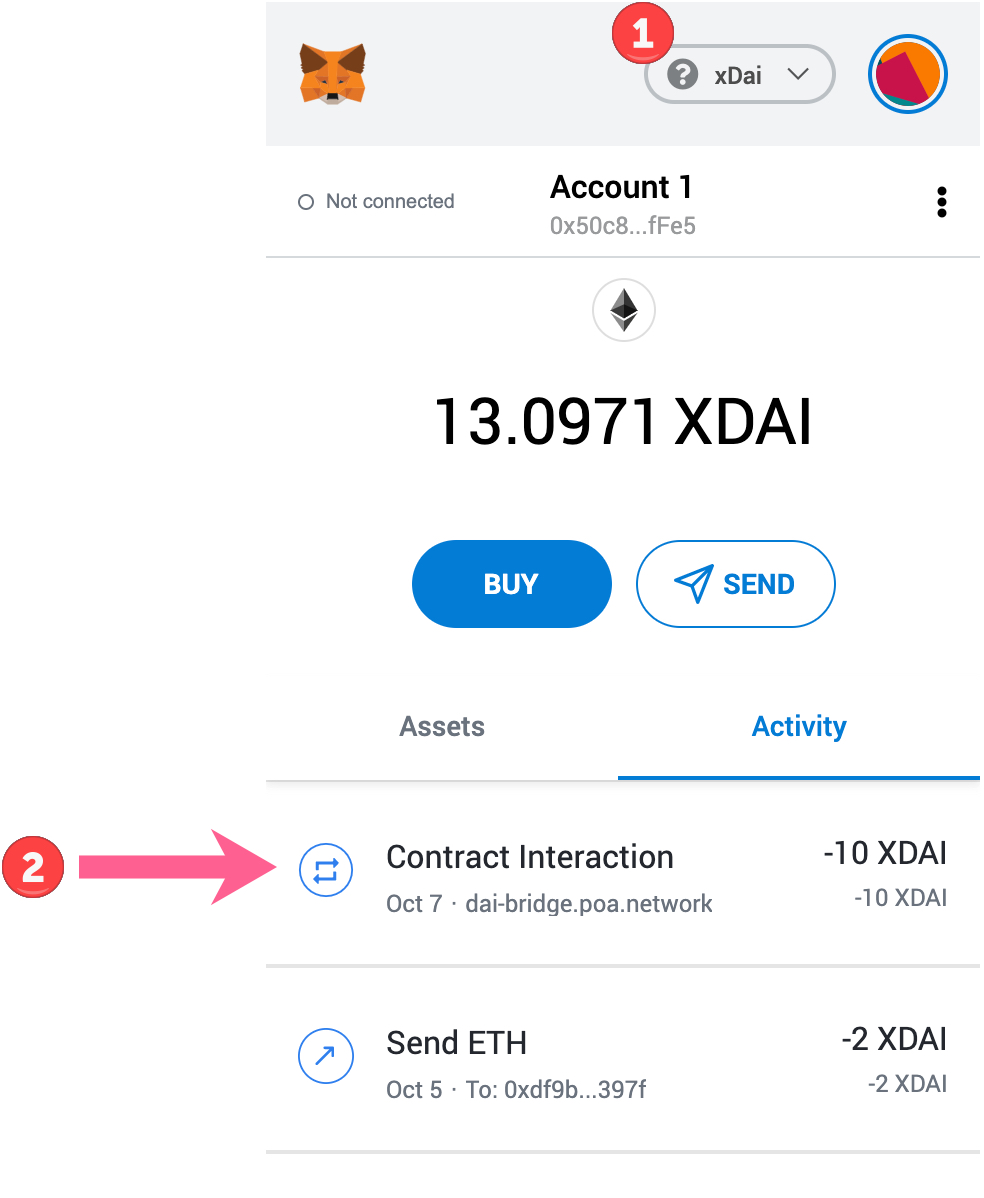 1
xDai
Not connected
Account 1
0x50c8...fFe5
13.0971 XDAI
BUY
SEND
Assets
Activity
2
Contract Interaction
-10 XDAI
Oct 7 · dai-bridge.poa.network
-10 XDAI
Send ETH
-2 XDAI
Oct 5 · To: 0xdf9b...397f
-2 XDAI